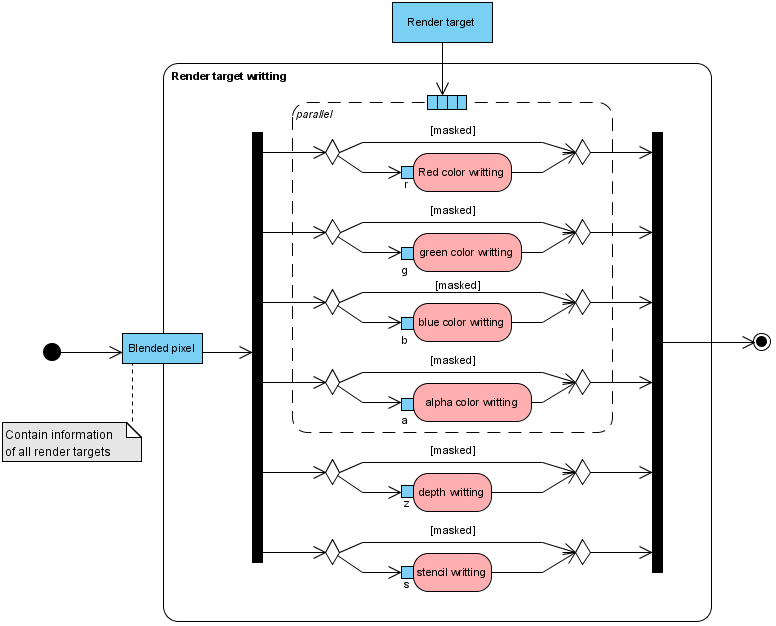 Render target
Render target writting
parallel
[masked]
Red color writting
r
[masked]
green color writting
g
[masked]
blue color writting
b
Blended pixel
[masked]
alpha color writting
a
Contain information
of all render targets
[masked]
depth writting
z
[masked]
stencil writting
s